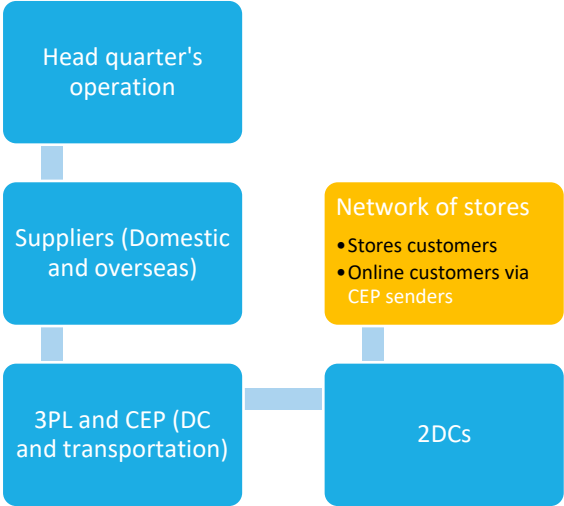 Head quarter's
operation
Suppliers (Domestic
and overseas)
3PL and CEP (DC
and transportation)
2DCs
Network of stores
•Stores customers
•Online customers via
CEP senders